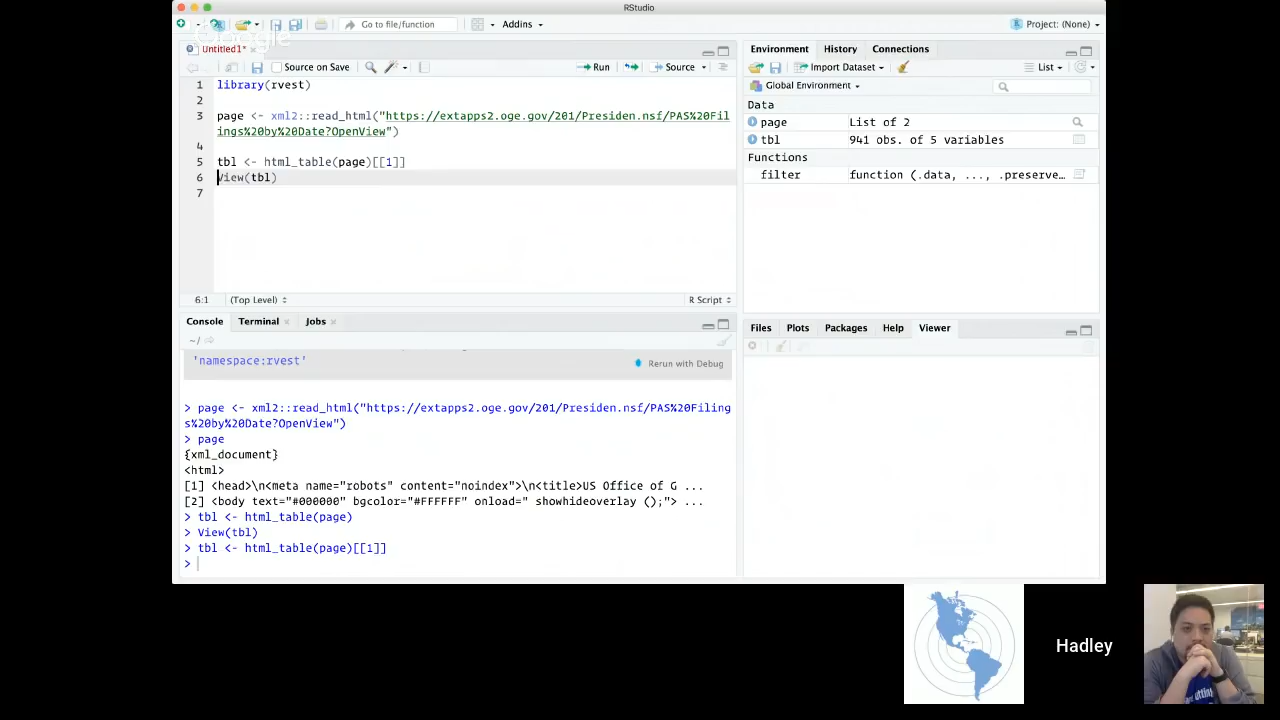 RStudio
Go to file/function
Addins
Project: (None)
Untitled1*
Source on Save
Run
Source
1 library(rvest)
2
3 page <- xml2::read_html("https://extapps2.oge.gov/201/Presiden.nsf/PAS%20Fil
ings%20by%20Date?OpenView")
4
5 tbl <- html_table(page)[[1]]
6 View(tbl)
7
6:1 (Top Level) R Script
Console Terminal Jobs
~/
'namespace:rvest'
Rerun with Debug
> page <- xml2::read_html("https://extapps2.oge.gov/201/Presiden.nsf/PAS%20Filing
s%20by%20Date?OpenView")
> page
{xml_document}
<html>
[1] <head>\n<meta name="robots" content="noindex">\n<title>US Office of G ...
[2] <body text="#000000" bgcolor="#FFFFFF" onload=" showhideoverlay ();"> ...
> tbl <- html_table(page)
> View(tbl)
> tbl <- html_table(page)[[1]]
>
Environment History Connections
Import Dataset
List
Global Environment
Data
page List of 2
tbl 941 obs. of 5 variables
Functions
filter function (.data, ..., .preserve…
Files Plots Packages Help Viewer
Hadley